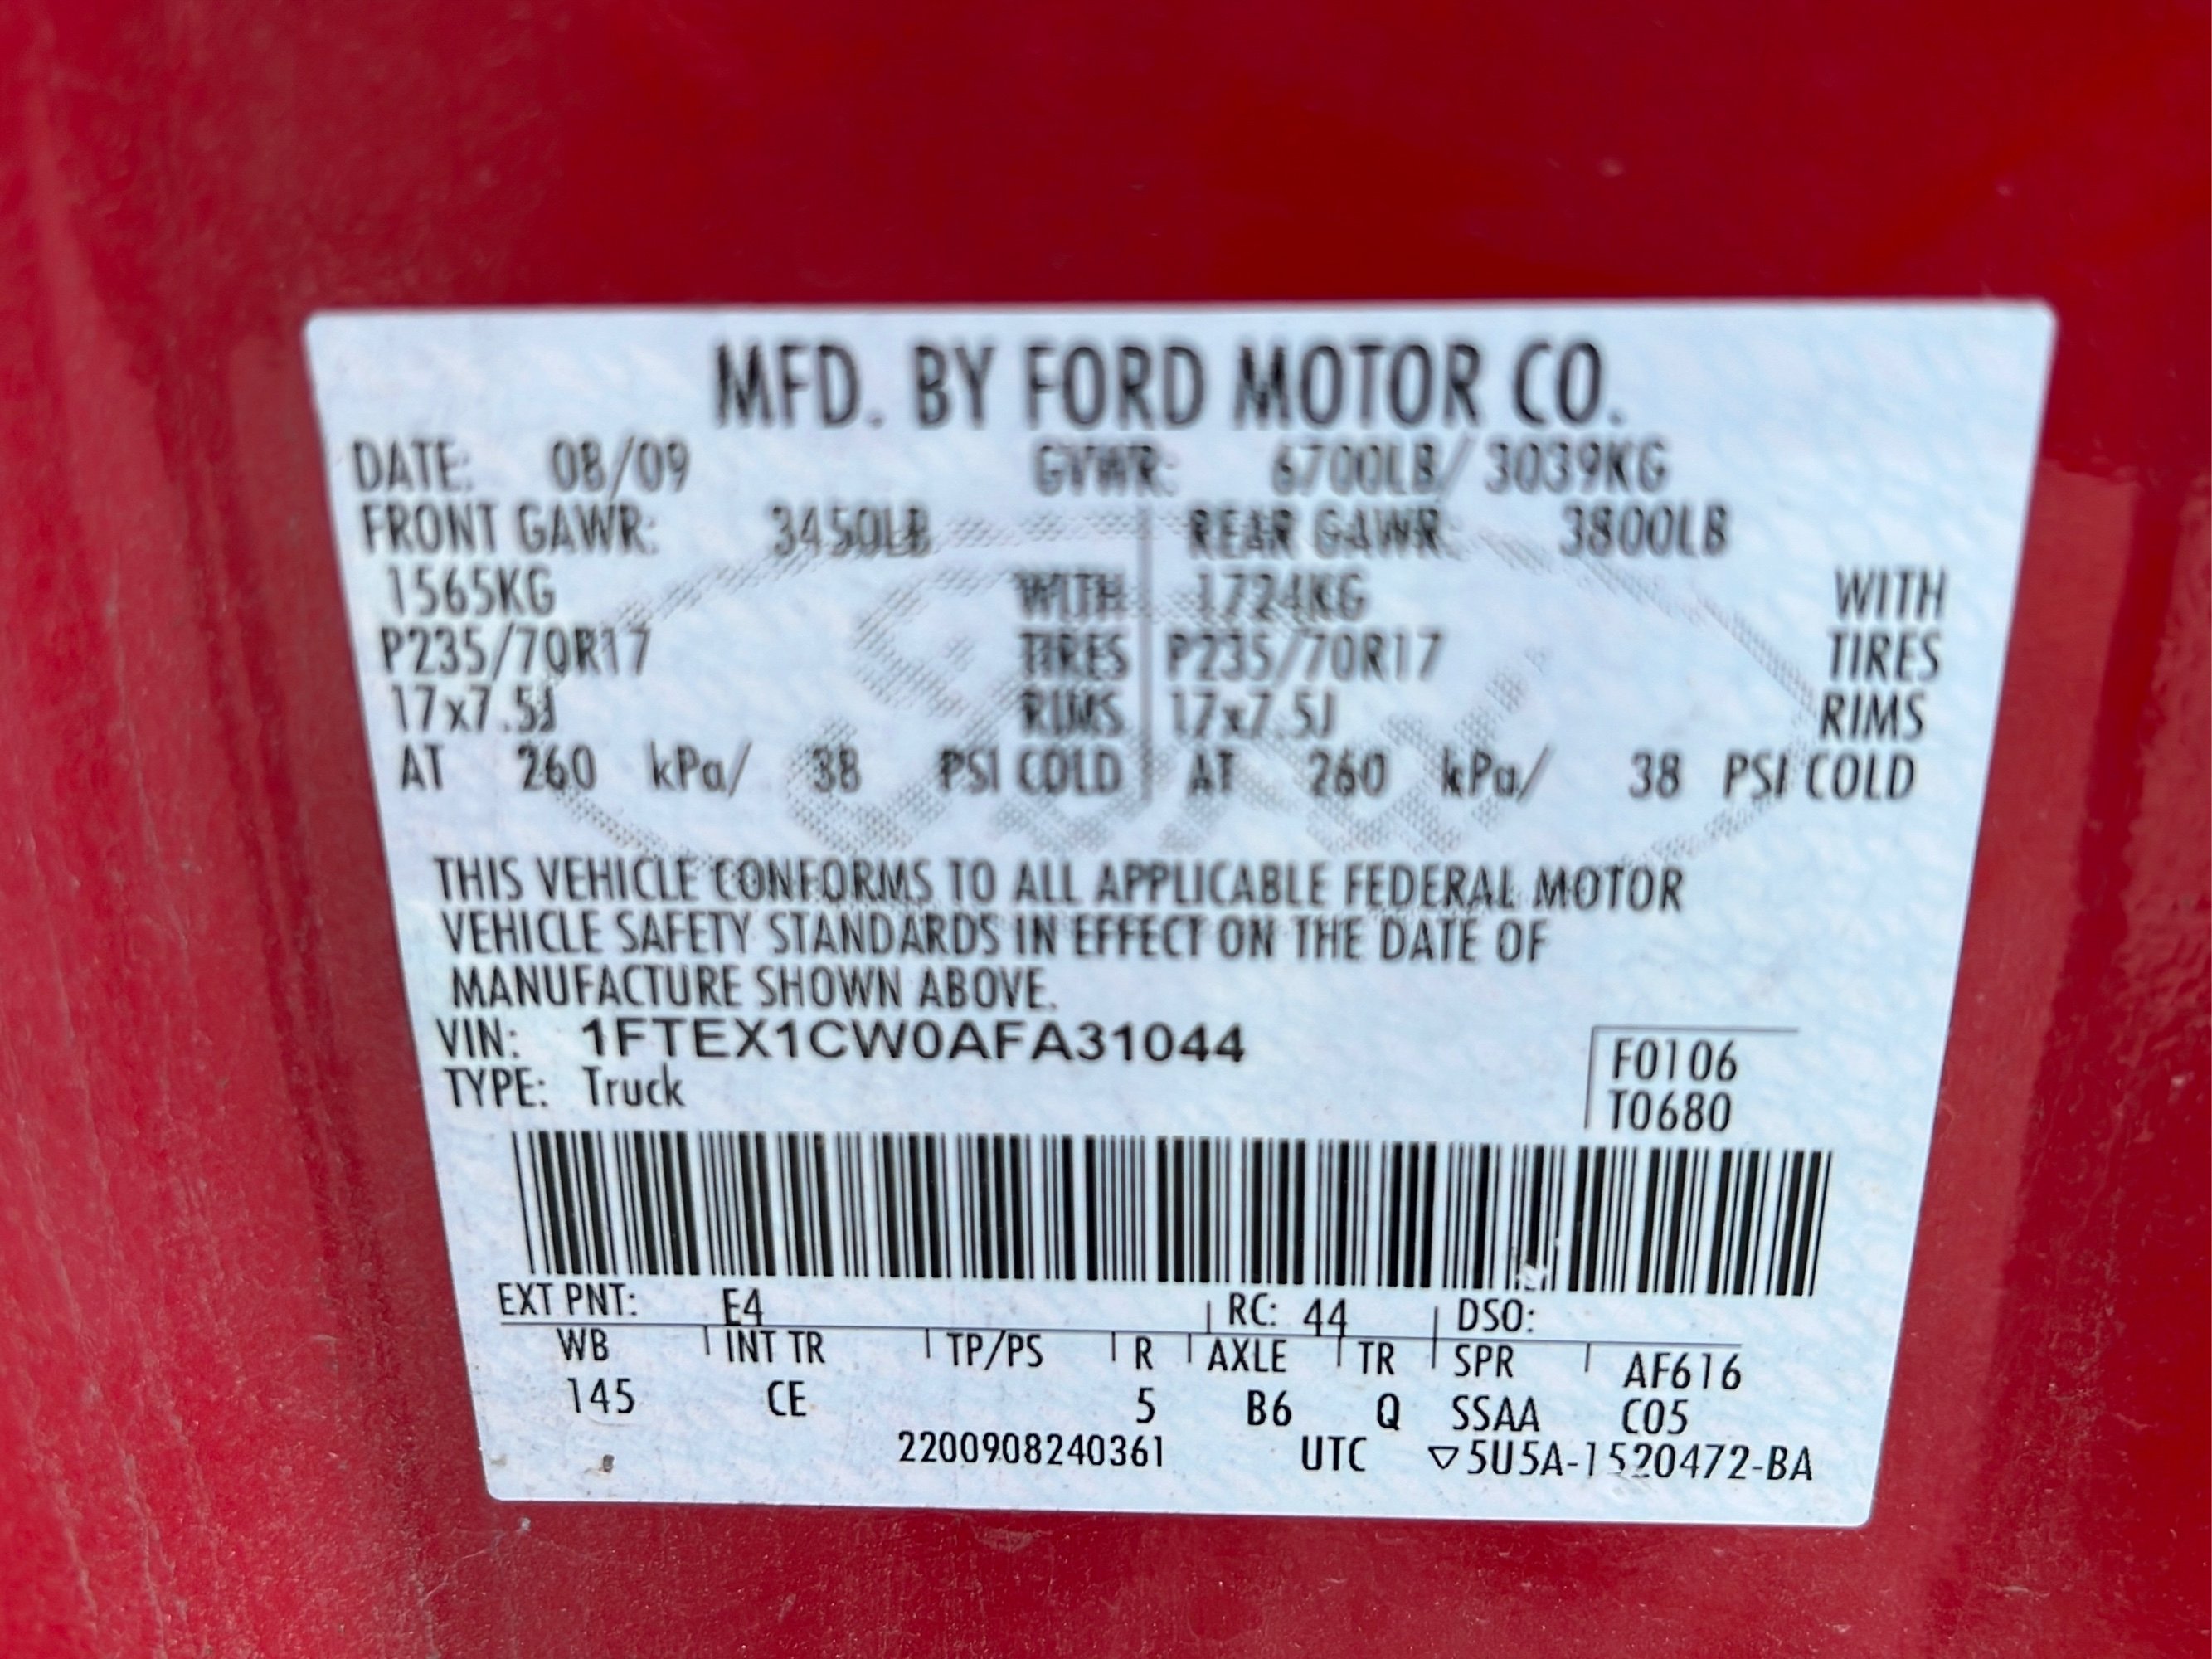 MFD. BY FORD MOTOR CO.
DATE: 08/09 GVWR: 6700LB/ 3039KG
FRONT GAWR: 3450LB REAR GAWR: 3800LB
1565KG WITH 1724KG WITH
P235/70R17 TIRES P235/70R17 TIRES
17x7.5J RIMS 17x7.5J RIMS
AT 260 kPa/ 38 PSI COLD AT 260 kPa/ 38 PSI COLD
THIS VEHICLE CONFORMS TO ALL APPLICABLE FEDERAL MOTOR
VEHICLE SAFETY STANDARDS IN EFFECT ON THE DATE OF
MANUFACTURE SHOWN ABOVE.
VIN: 1FTEX1CW0AFA31044 F0106
TYPE: Truck T0680
EXT PNT: E4 RC: 44 DSO:
WB INT TR TP/PS R AXLE TR SPR AF616
145 CE 5 B6 Q SSAA C05
2200908240361 UTC ▽5U5A-1520472-BA